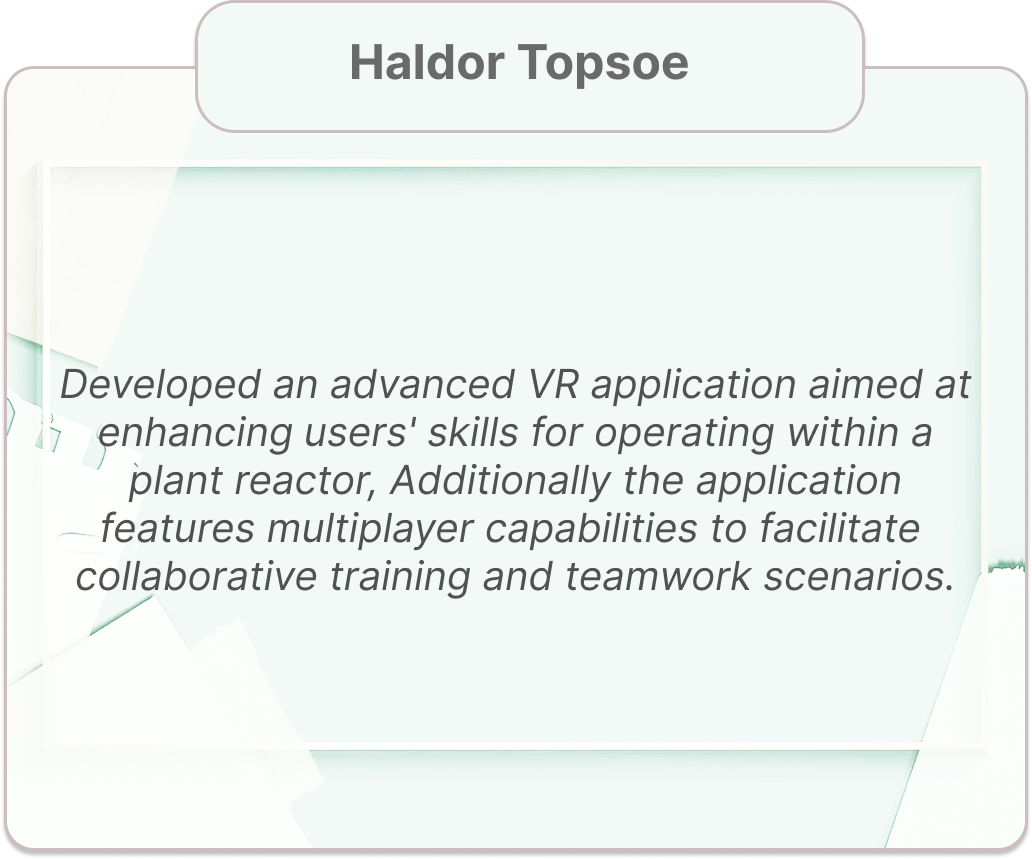 Haldor Topsoe
Developed an advanced VR application aimed at
enhancing users' skills for operating within a
plant reactor, Additionally the application
features multiplayer capabilities to facilitate
collaborative training and teamwork scenarios.